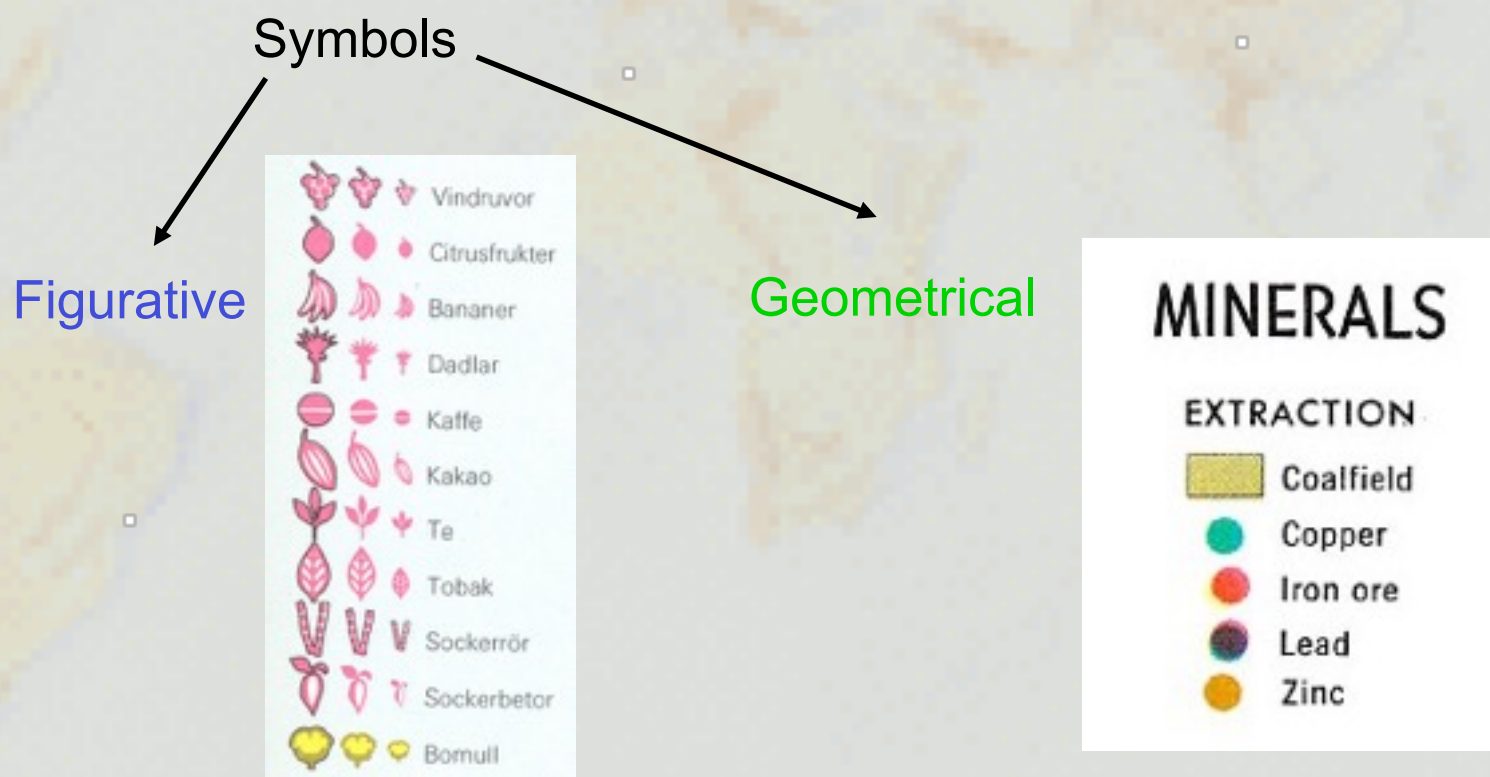 Symbols
Figurative
Vindruvor
Citrusfrukter
Bananer
Dadlar
Kaffe
Kakao
Te
Tobak
Sockerrör
Sockerbetor
Bomull
Geometrical
MINERALS
EXTRACTION
Coalfield
Copper
Iron ore
Lead
Zinc